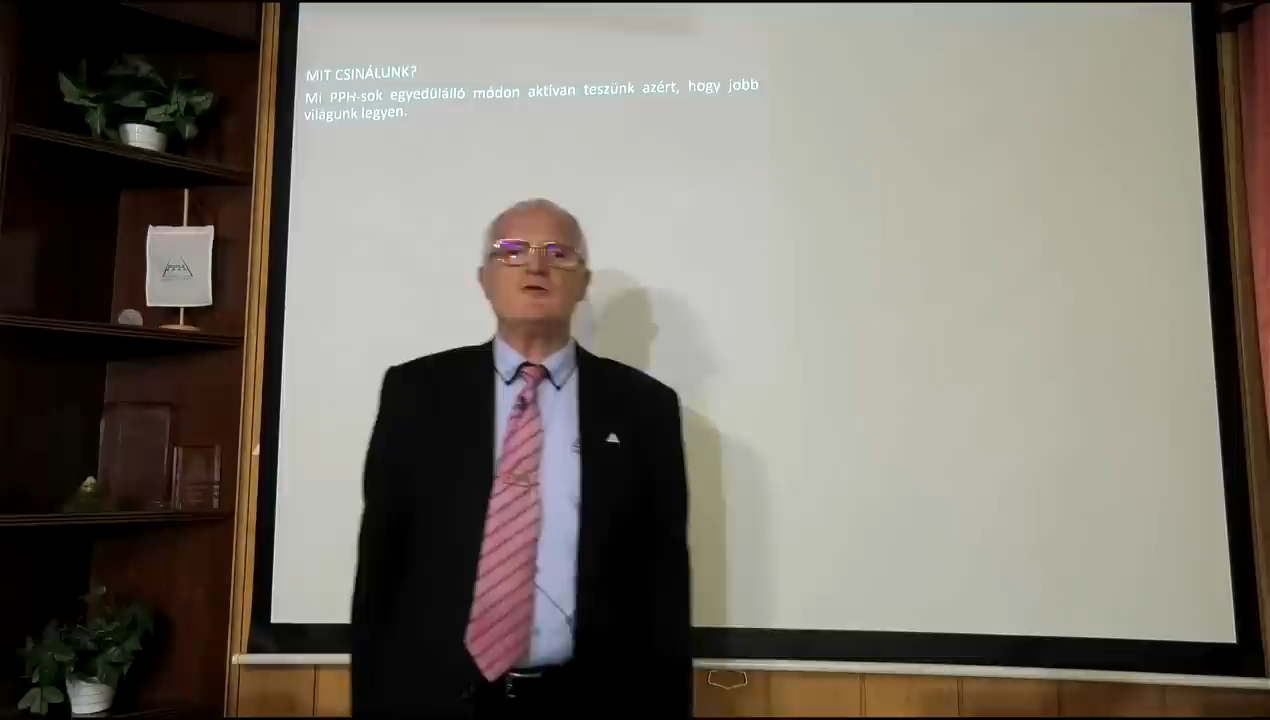 MIT CSINÁLUNK?
Mi PPH-sok egyedülálló módon aktívan teszünk azért, hogy jobb
világunk legyen.